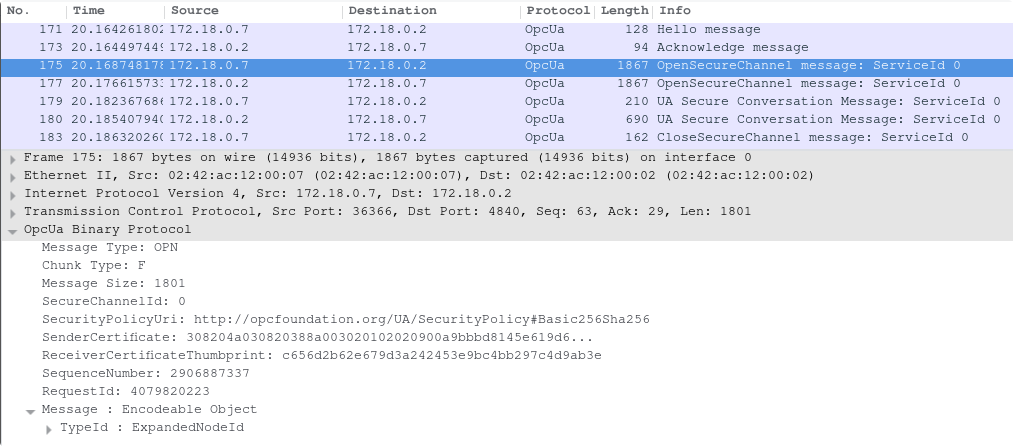 No. Time Source Destination Protocol Length Info
171 20.164261802 172.18.0.7 172.18.0.2 OpcUa 128 Hello message
173 20.164497449 172.18.0.2 172.18.0.7 OpcUa 94 Acknowledge message
175 20.168748176 172.18.0.7 172.18.0.2 OpcUa 1867 OpenSecureChannel message: ServiceId 0
177 20.176615733 172.18.0.2 172.18.0.7 OpcUa 1867 OpenSecureChannel message: ServiceId 0
179 20.182367686 172.18.0.7 172.18.0.2 OpcUa 210 UA Secure Conversation Message: ServiceId 0
180 20.185407940 172.18.0.2 172.18.0.7 OpcUa 690 UA Secure Conversation Message: ServiceId 0
183 20.186320260 172.18.0.7 172.18.0.2 OpcUa 162 CloseSecureChannel message: ServiceId 0
Frame 175: 1867 bytes on wire (14936 bits), 1867 bytes captured (14936 bits) on interface 0
Ethernet II, Src: 02:42:ac:12:00:07 (02:42:ac:12:00:07), Dst: 02:42:ac:12:00:02 (02:42:ac:12:00:02)
Internet Protocol Version 4, Src: 172.18.0.7, Dst: 172.18.0.2
Transmission Control Protocol, Src Port: 36366, Dst Port: 4840, Seq: 63, Ack: 29, Len: 1801
OpcUa Binary Protocol
Message Type: OPN
Chunk Type: F
Message Size: 1801
SecureChannelId: 0
SecurityPolicyUri: http://opcfoundation.org/UA/SecurityPolicy#Basic256Sha256
SenderCertificate: 308204a030820388a003020102020900a9bbbd8145e619d6...
ReceiverCertificateThumbprint: c656d2b62e679d3a242453e9bc4bb297c4d9ab3e
SequenceNumber: 2906887337
RequestId: 4079820223
Message : Encodeable Object
TypeId : ExpandedNodeId